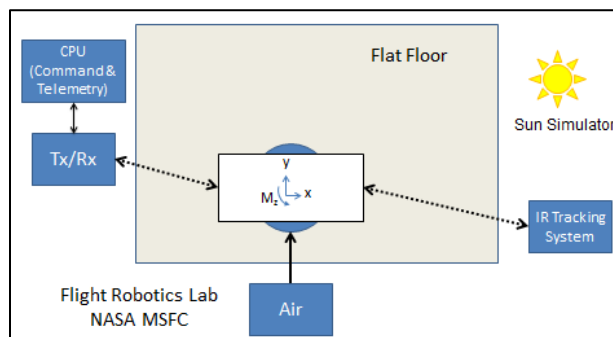 CPU
(Command &
Telemetry)
Flat Floor
Sun Simulator
Tx/Rx
y
Mz
x
IR Tracking
System
Flight Robotics Lab
NASA MSFC
Air